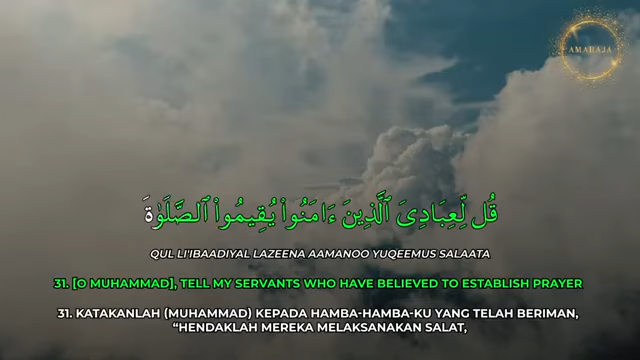 AMARAJA
قُل لِّعِبَادِىَ ٱلَّذِينَ ءَامَنُوا۟ يُقِيمُوا۟ ٱلصَّلَوٰةَ
QUL LI'IBAADIYAL LAZEENA AAMANOO YUQEEMUS SALAATA
31. [O MUHAMMAD], TELL MY SERVANTS WHO HAVE BELIEVED TO ESTABLISH PRAYER
31. KATAKANLAH (MUHAMMAD) KEPADA HAMBA-HAMBA-KU YANG TELAH BERIMAN,
“HENDAKLAH MEREKA MELAKSANAKAN SALAT,